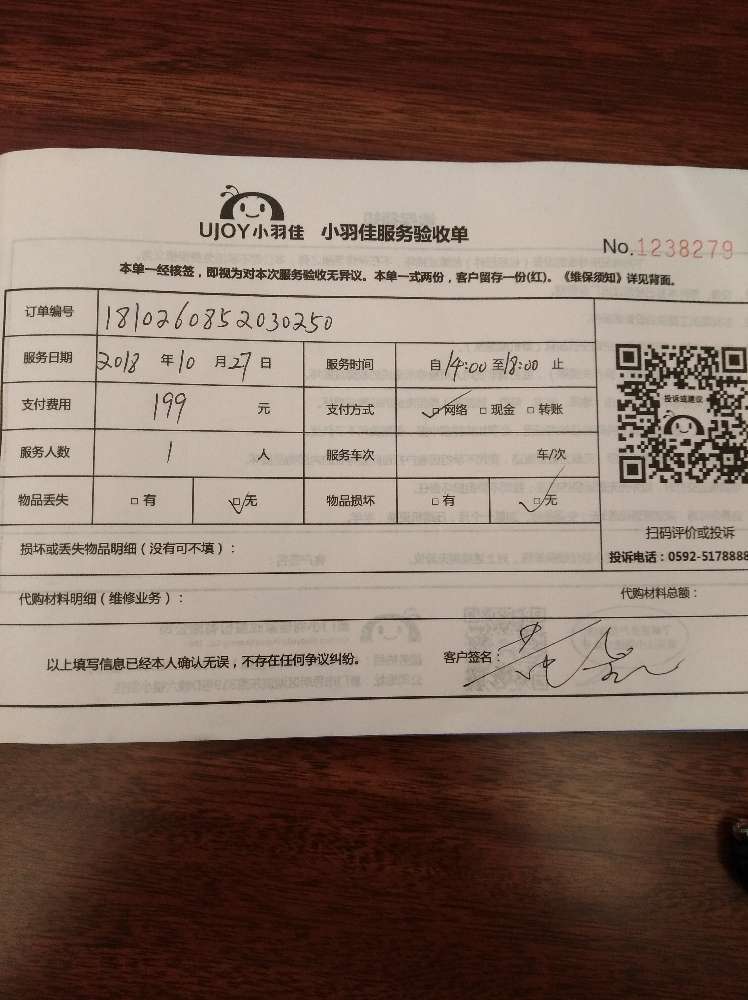 UJOY小羽佳 小羽佳服务验收单
No.1238279
本单一经核签，即视为对本次服务验收无异议。本单一式两份，客户留存一份(红)。《维保须知》详见背面。
订单编号 1810260852030250
服务日期 2018 年 10 月 27 日 服务时间 自 14:00 至 18:00 止
支付费用 199 元 支付方式 ☑网络 □现金 □转账
投诉或建议
服务人数 1 人 服务车次 车/次
物品丢失 □有 ☑无 物品损坏 □有 ☑无
扫码评价或投诉
损坏或丢失物品明细（没有可不填）：
投诉电话：0592-5178888
代购材料明细（维修业务）： 代购材料总额：
以上填写信息已经本人确认无误，不存在任何争议纠纷。 客户签名：